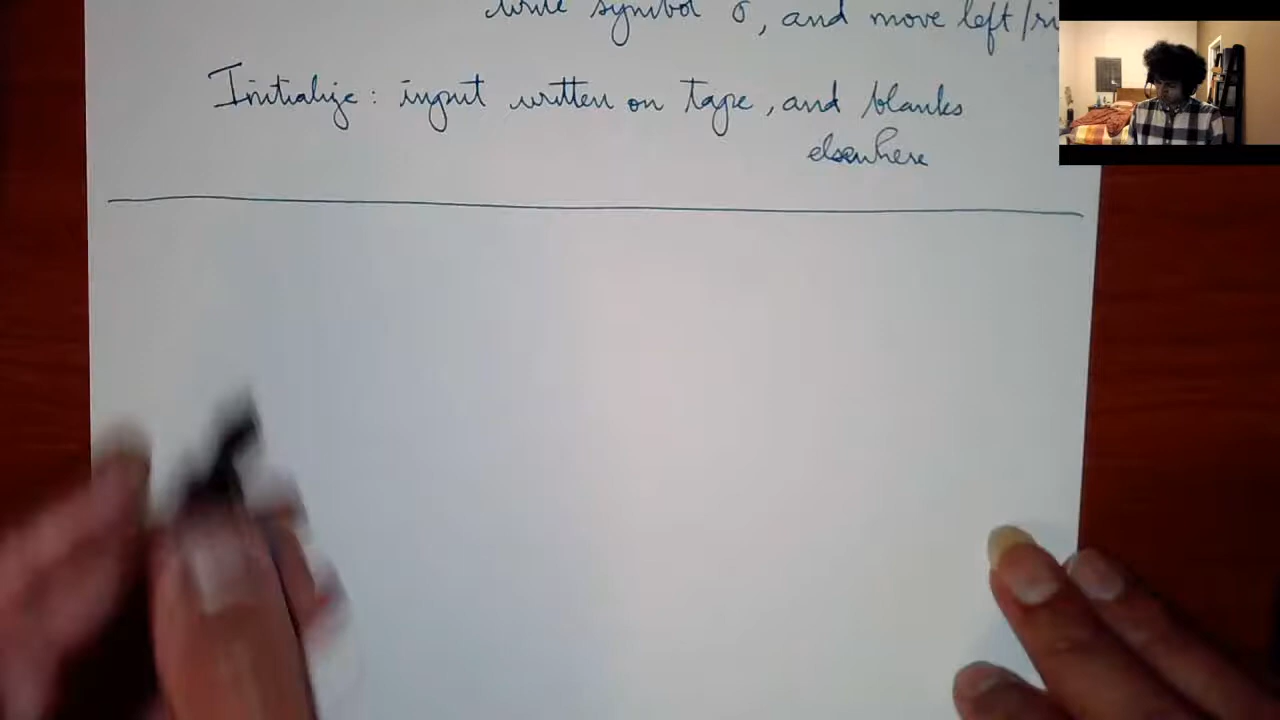 write symbol σ, and move left/ri
Initialize: input written on tape, and blanks
elsewhere